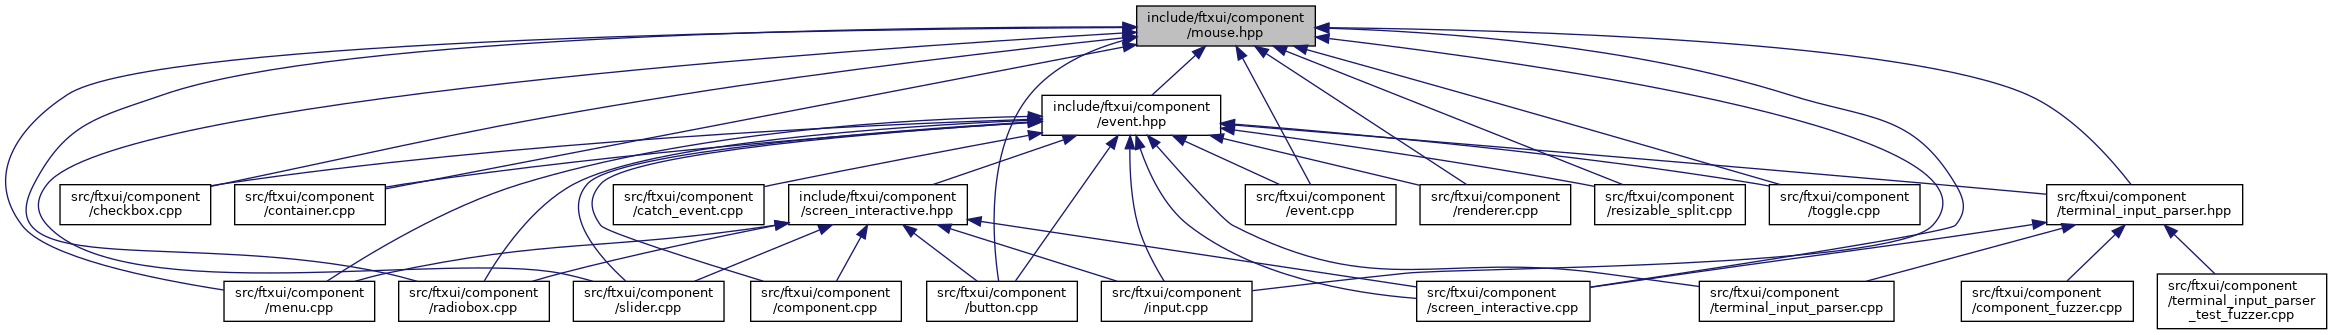 include/ftxui/component
/mouse.hpp
include/ftxui/component
/event.hpp
src/ftxui/component
/checkbox.cpp
src/ftxui/component
/container.cpp
src/ftxui/component
/catch_event.cpp
include/ftxui/component
/screen_interactive.hpp
src/ftxui/component
/event.cpp
src/ftxui/component
/renderer.cpp
src/ftxui/component
/resizable_split.cpp
src/ftxui/component
/toggle.cpp
src/ftxui/component
/terminal_input_parser.hpp
src/ftxui/component
/menu.cpp
src/ftxui/component
/radiobox.cpp
src/ftxui/component
/slider.cpp
src/ftxui/component
/component.cpp
src/ftxui/component
/button.cpp
src/ftxui/component
/input.cpp
src/ftxui/component
/screen_interactive.cpp
src/ftxui/component
/terminal_input_parser.cpp
src/ftxui/component
/component_fuzzer.cpp
src/ftxui/component
/terminal_input_parser
_test_fuzzer.cpp